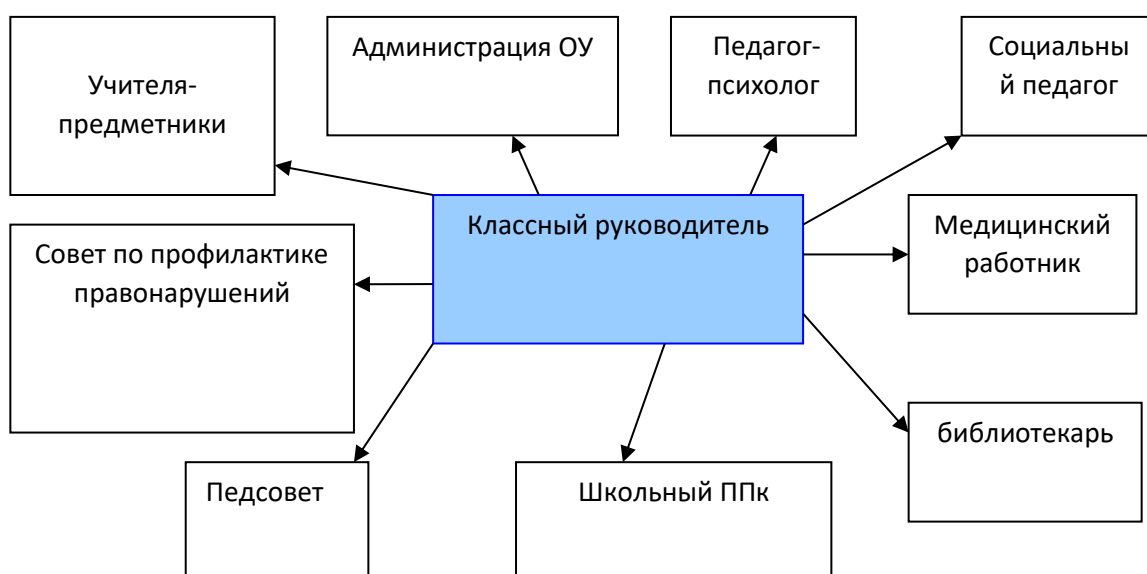 Учителя-
предметники
Администрация ОУ
Педагог-
психолог
Социальны
й педагог
Классный руководитель
Совет по профилактике
правонарушений
Медицинский
работник
библиотекарь
Педсовет
Школьный ППк